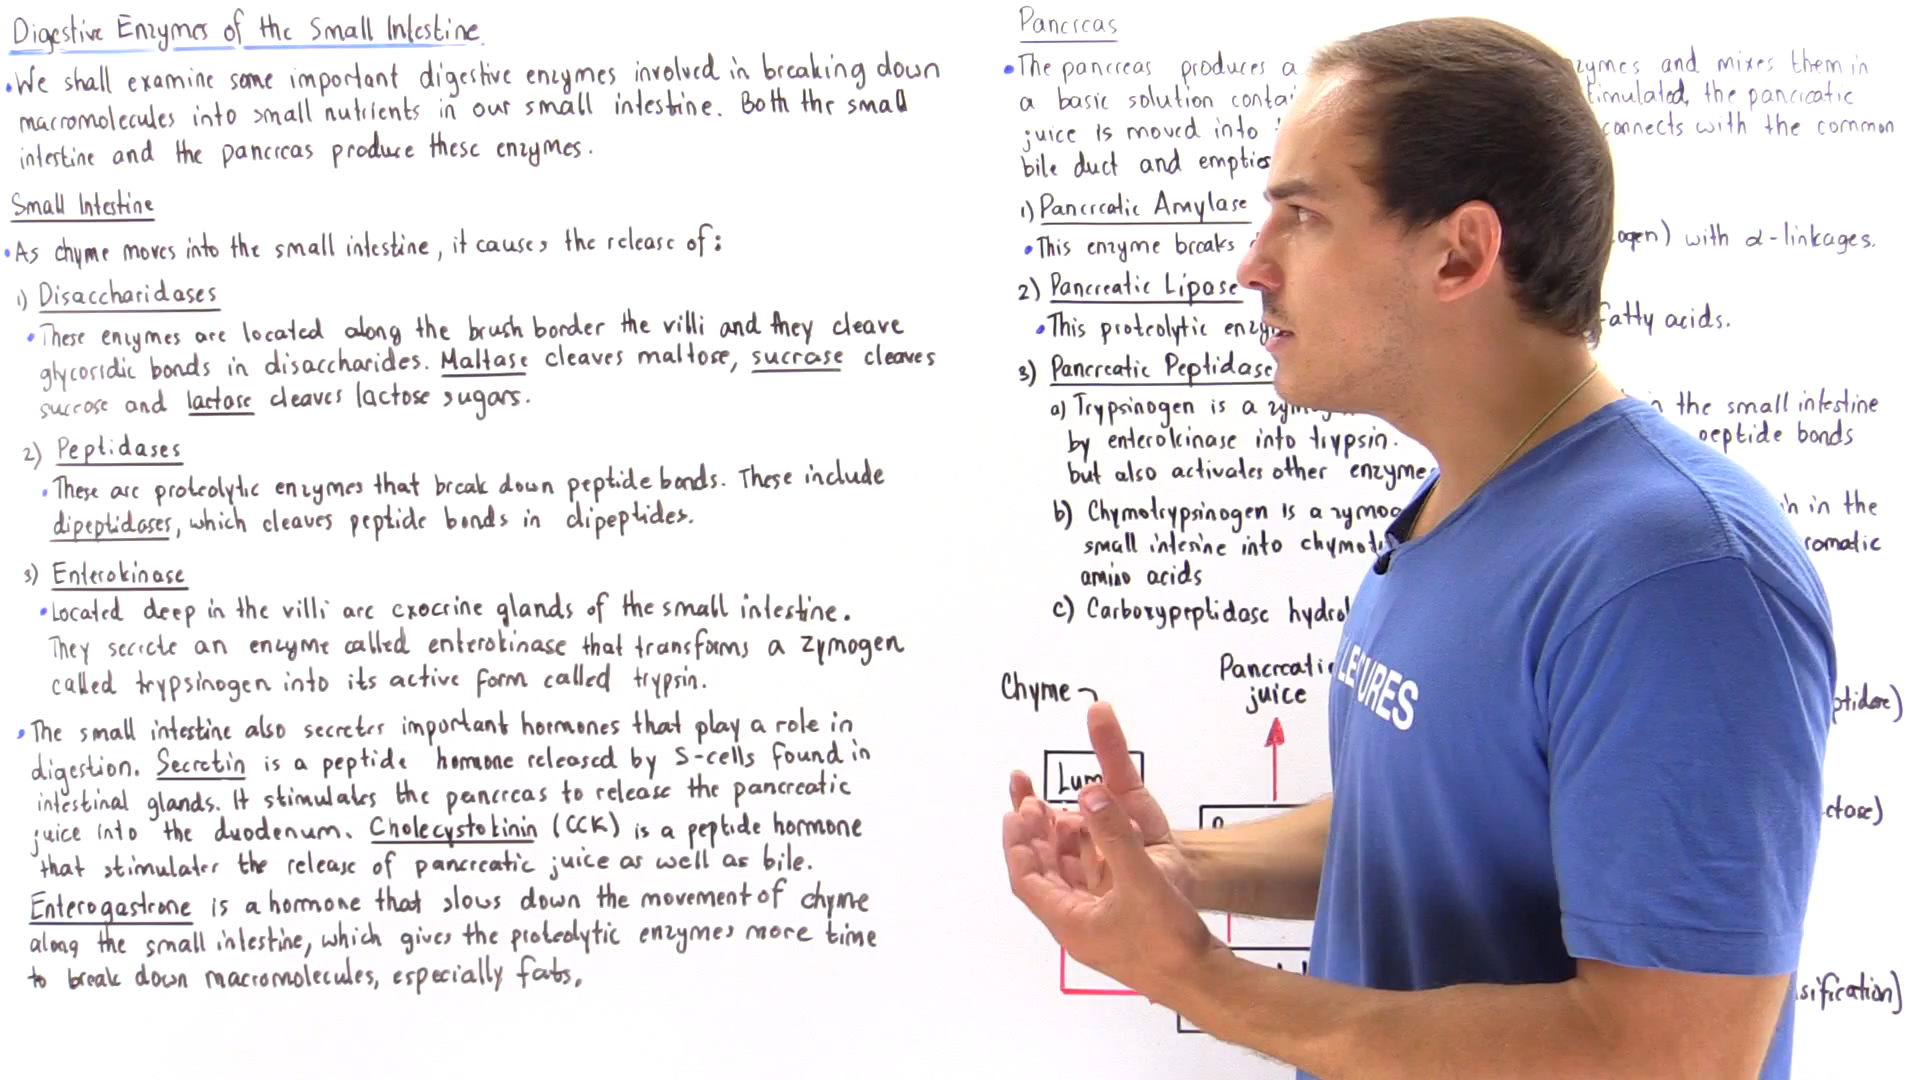 Digestive Enzymes of the Small Intestine
• We shall examine some important digestive enzymes involved in breaking down
macromolecules into small nutrients in our small intestine. Both the small
intestine and the pancreas produce these enzymes.
Small Intestine
• As chyme moves into the small intestine, it causes the release of:
1) Disaccharidases
• These enzymes are located along the brush border the villi and they cleave
glycosidic bonds in disaccharides. Maltase cleaves maltose, sucrase cleaves
sucrose and lactose cleaves lactose sugars.
2) Peptidases
• These are proteolytic enzymes that break down peptide bonds. These include
dipeptidases, which cleaves peptide bonds in dipeptides.
3) Enterokinase
• Located deep in the villi are exocrine glands of the small intestine.
They secrete an enzyme called enterokinase that transforms a zymogen
called trypsinogen into its active form called trypsin.
• The small intestine also secretes important hormones that play a role in
digestion. Secretin is a peptide hormone released by S-cells found in
intestinal glands. It stimulates the pancreas to release the pancreatic
juice into the duodenum. Cholecystokinin (CCK) is a peptide hormone
that stimulates the release of pancreatic juice as well as bile.
Enterogastrone is a hormone that slows down the movement of chyme
along the small intestine, which gives the proteolytic enzymes more time
to break down macromolecules, especially fats.
Pancreas
• The pancreas produces a zymes and mixes them in
a basic solution contai timulated, the pancreatic
juice is moved into connects with the common
bile duct and empties
1) Pancreatic Amylase
• This enzyme breaks ogen) with α-linkages.
2) Pancreatic Lipase
• This proteolytic enzy fatty acids.
3) Pancreatic Peptidase
a) Trypsinogen is a zymog in the small intestine
by enterokinase into trypsin. peptide bonds
but also activates other enzyme
b) Chymotrypsinogen is a zymog in the
small intesine into chymot romatic
amino acids
c) Carboxypeptidase hydrol
Chyme
Pancreatic
juice
Lum
LECTURES
ptidase)
ctose)
sification)